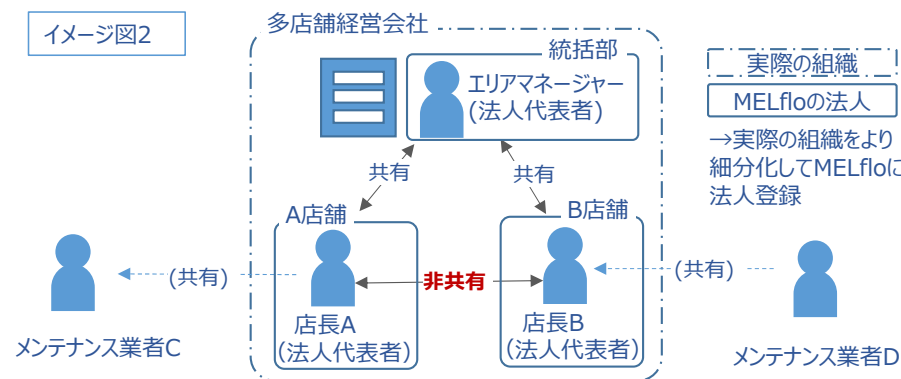 イメージ図2
多店舗経営会社
統括部
エリアマネージャー
(法人代表者)
実際の組織
MELfloの法人
→実際の組織をより
細分化してMELfloに
法人登録
共有
共有
A店舗
B店舗
(共有)
非共有
(共有)
店長A
(法人代表者)
店長B
(法人代表者)
メンテナンス業者C
メンテナンス業者D